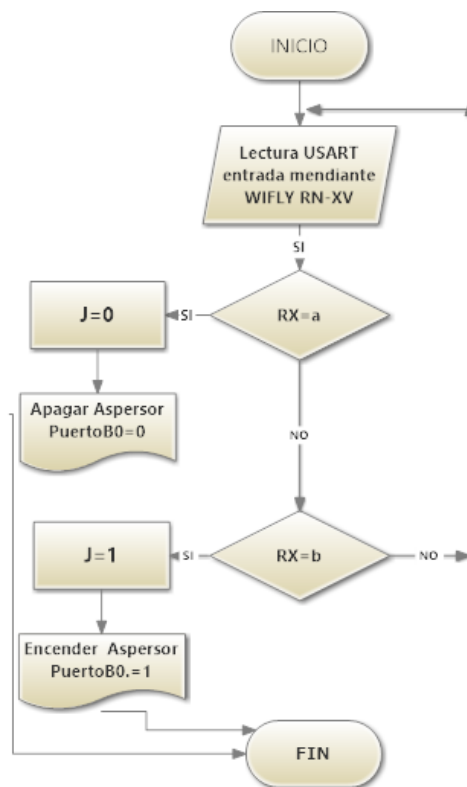 INICIO
Lectura USART
entrada mendiante
WIFLY RN-XV
SI
J=0
SI
RX=a
Apagar Aspersor
PuertoB0=0
NO
J=1
SI
RX=b
NO
Encender Aspersor
PuertoB0.=1
FIN